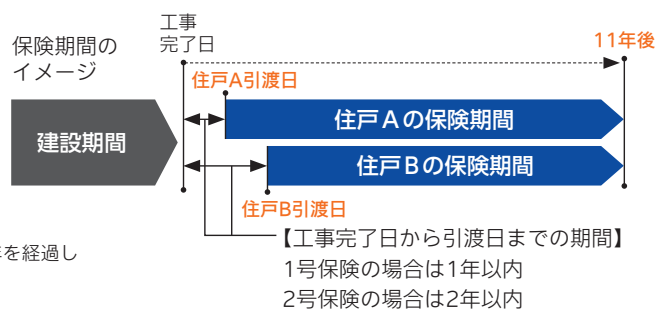 保険期間の
イメージ
工事
完了日
11年後
住戸A引渡日
建設期間
住戸Aの保険期間
住戸Bの保険期間
住戸B引渡日
【工事完了日から引渡日までの期間】
1号保険の場合は1年以内
2号保険の場合は2年以内
を経過し